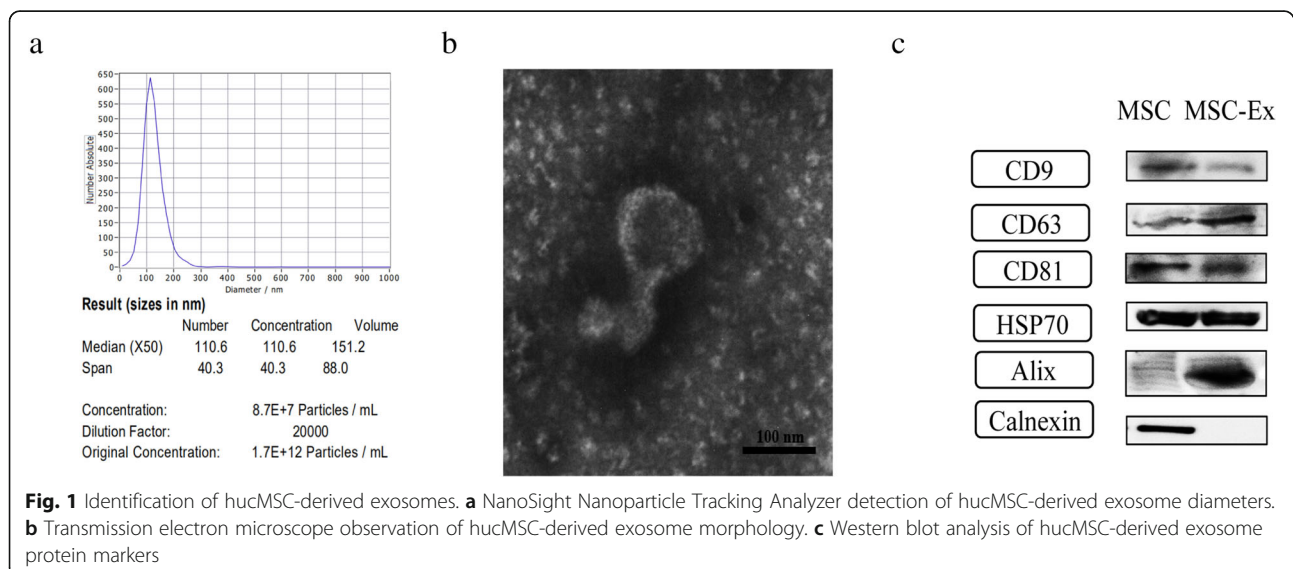 a
650
600
550
500
450
400
350
300
250
200
150
100
50
0
Number Absolute
0 100 200 300 400 500 600 700 800 900 1000
Diameter / nm
Result (sizes in nm)
Number Concentration Volume
Median (X50) 110.6 110.6 151.2
Span 40.3 40.3 88.0
Concentration: 8.7E+7 Particles / mL
Dilution Factor: 20000
Original Concentration: 1.7E+12 Particles / mL
b
100 nm
c
MSC MSC-Ex
CD9
CD63
CD81
HSP70
Alix
Calnexin
Fig. 1 Identification of hucMSC-derived exosomes. a NanoSight Nanoparticle Tracking Analyzer detection of hucMSC-derived exosome diameters.
b Transmission electron microscope observation of hucMSC-derived exosome morphology. c Western blot analysis of hucMSC-derived exosome
protein markers